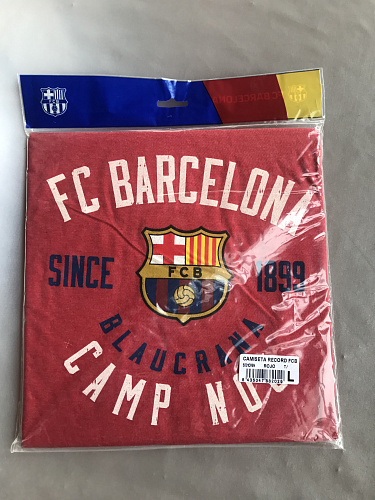 FC BARCELONA
SINCE 1899
FCB
BLAUGRANA
CAMP NOU
CAMISETA RECORD FCB
ROJO
L